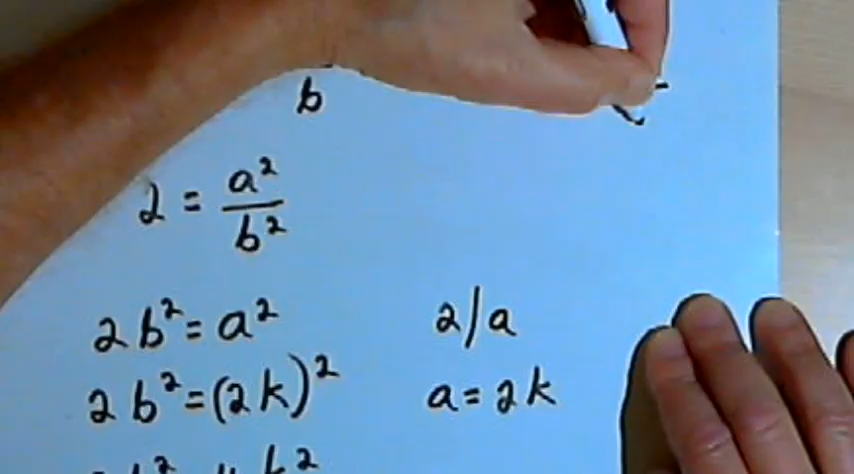 b
2 = a²/b²
2b² = a²    2/a
2b² = (2k)²    a = 2k